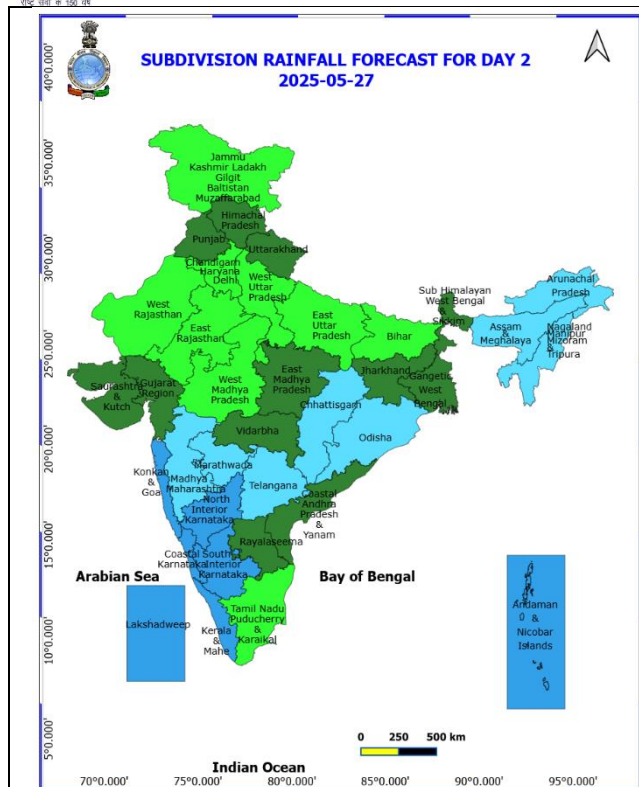 राष्ट्र सेवा के 150 वर्ष
SUBDIVISION RAINFALL FORECAST FOR DAY 2
2025-05-27
40°0.000'
35°0.000'
30°0.000'
25°0.000'
20°0.000'
15°0.000'
10°0.000'
5°0.000'
Jammu
Kashmir Ladakh
Gilgit
Baltistan
Muzaffarabad
Himachal
Pradesh
Punjab
Uttarakhand
Chandigarh
Haryana
Delhi
West
Uttar
Pradesh
West
Rajasthan
East
Rajasthan
East
Uttar
Pradesh
Bihar
Sub Himalayan
West Bengal
&
Sikkim
Arunachal
Pradesh
Assam
&
Meghalaya
Nagaland
Manipur
Mizoram
&
Tripura
Saurashtra
&
Kutch
Gujarat
Region
West
Madhya
Pradesh
East
Madhya
Pradesh
Jharkhand
Gangetic
West
Bengal
Chhattisgarh
Odisha
Vidarbha
Konkan
&
Goa
Madhya
Maharashtra
Marathwada
Telangana
North
Interior
Karnataka
Coastal
Andhra
Pradesh
&
Yanam
Rayalaseema
Coastal
Karnataka
South
Interior
Karnataka
Arabian Sea
Bay of Bengal
Lakshadweep
Kerala
&
Mahe
Tamil Nadu
Puducherry
&
Karaikal
Andaman
&
Nicobar
Islands
0 250 500 km
Indian Ocean
70°0.000' 75°0.000' 80°0.000' 85°0.000' 90°0.000' 95°0.000'